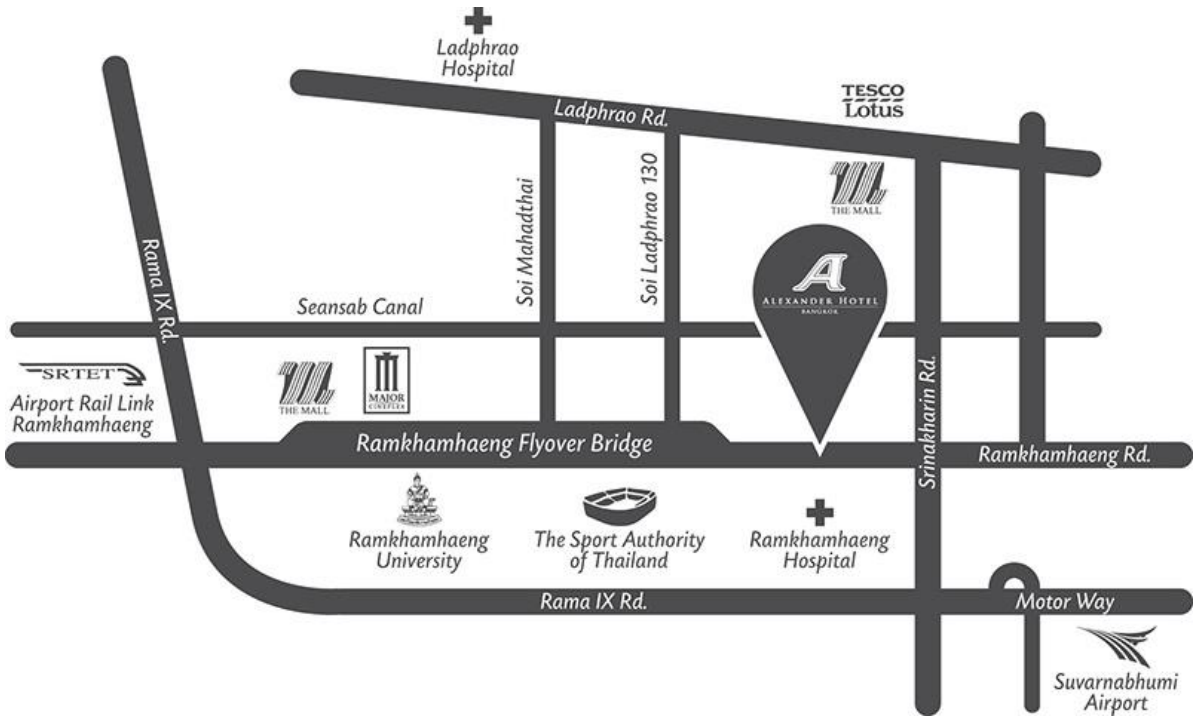 Ladphrao
Hospital
TESCO
Lotus
Ladphrao Rd.
Soi Mahadthai
Soi Ladphrao 130
THE MALL
Rama IX Rd.
A
ALEXANDER HOTEL
BANGKOK
Seansab Canal
SRTET
Airport Rail Link
Ramkhamhaeng
THE MALL
MAJOR
CINEPLEX
Ramkhamhaeng Flyover Bridge
Srinakharin Rd.
Ramkhamhaeng Rd.
Ramkhamhaeng
University
The Sport Authority
of Thailand
Ramkhamhaeng
Hospital
Rama IX Rd.
Motor Way
Suvarnabhumi
Airport